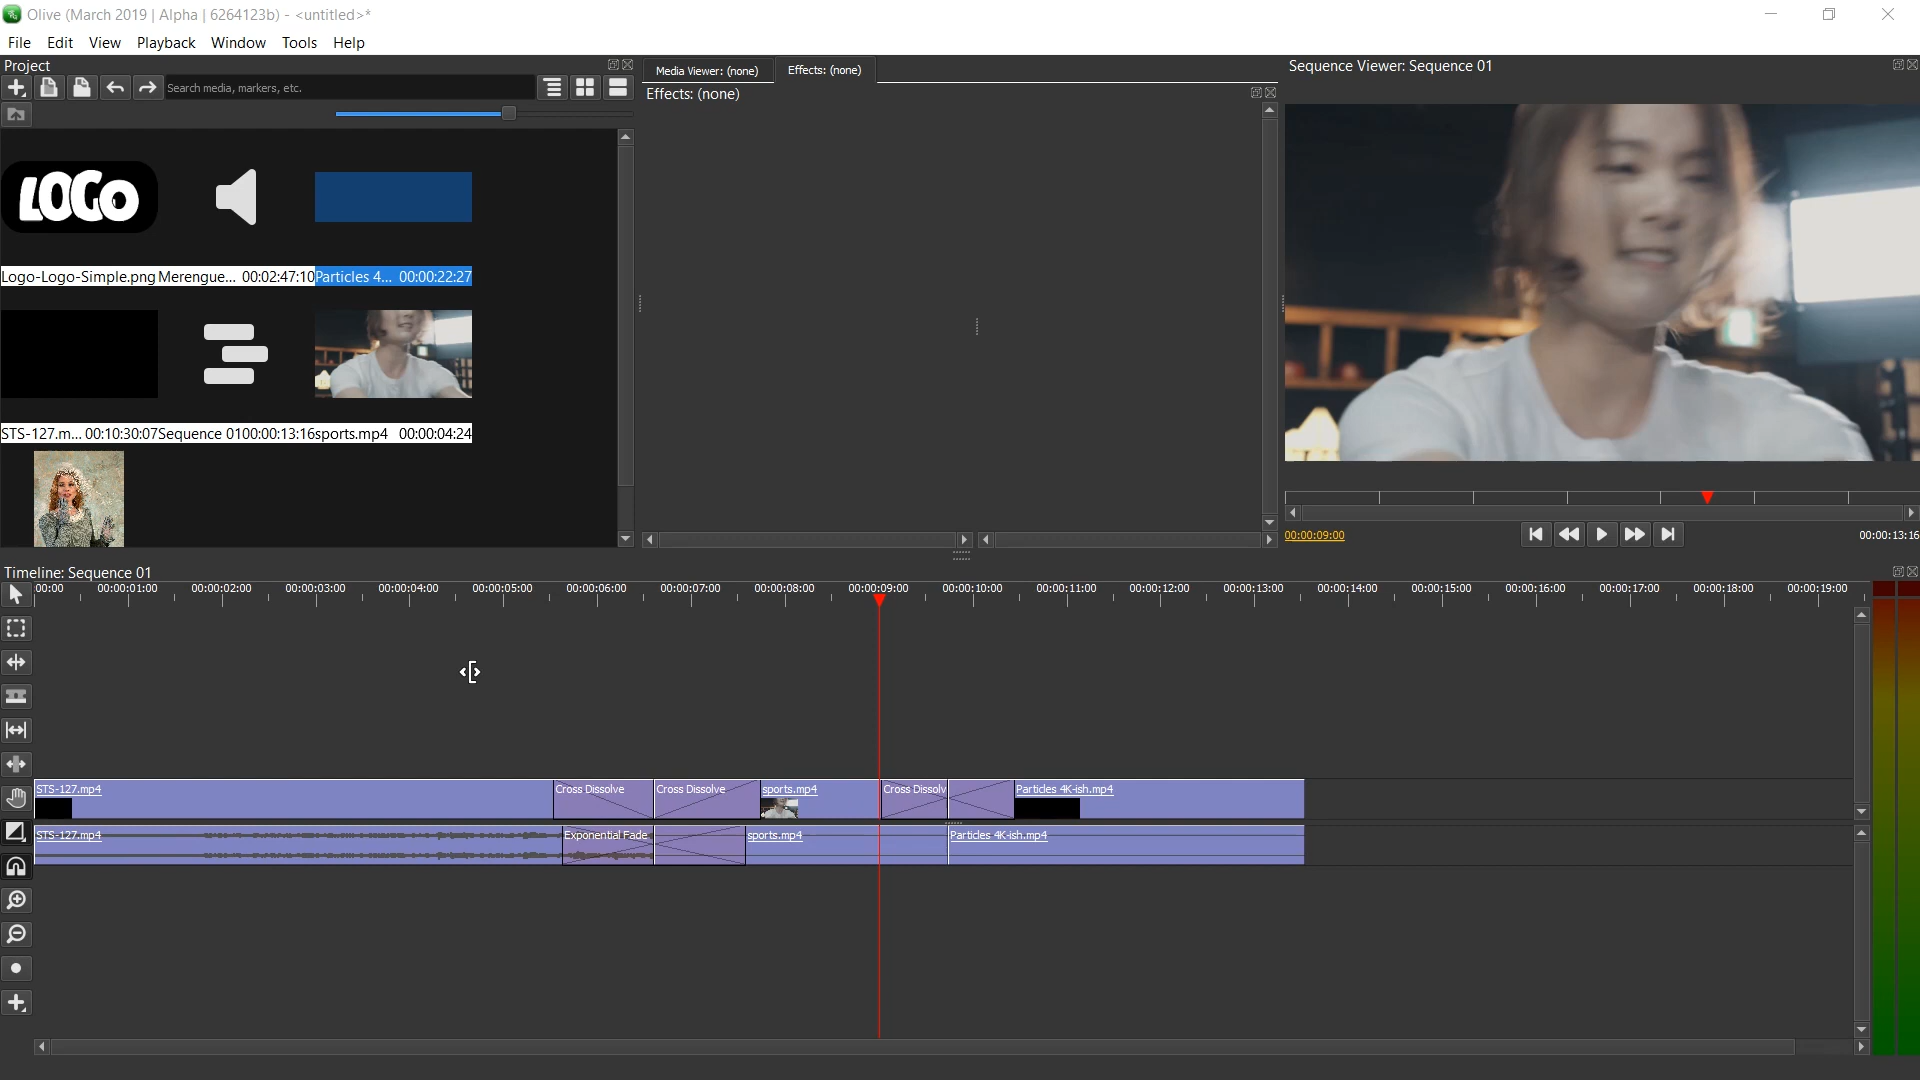 Olive (March 2019 | Alpha | 6264123b) - <untitled>*
File Edit View Playback Window Tools Help
Project
Search media, markers, etc.
LOGO
Logo-Logo-Simple.png Merengue... 00:02:47:10 Particles 4... 00:00:22:27
STS-127.m... 00:10:30:07 Sequence 01 00:00:13:16 sports.mp4 00:00:04:24
Media Viewer: (none) Effects: (none)
Effects: (none)
Sequence Viewer: Sequence 01
00:00:09:00 00:00:13:16
Timeline: Sequence 01
00:00 00:00:01:00 00:00:02:00 00:00:03:00 00:00:04:00 00:00:05:00 00:00:06:00 00:00:07:00 00:00:08:00 00:00:09:00 00:00:10:00 00:00:11:00 00:00:12:00 00:00:13:00 00:00:14:00 00:00:15:00 00:00:16:00 00:00:17:00 00:00:18:00 00:00:19:00
STS-127.mp4 Cross Dissolve Cross Dissolve sports.mp4 Cross Dissolv Particles 4K-ish.mp4
STS-127.mp4 Exponential Fade sports.mp4 Particles 4K-ish.mp4